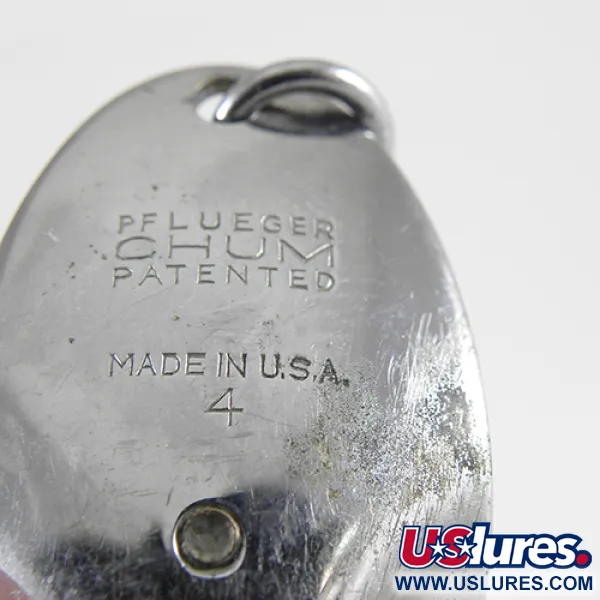 PFLUEGER
CHUM
PATENTED
MADE IN U.S.A.
4
USlures.
WWW.USLURES.COM